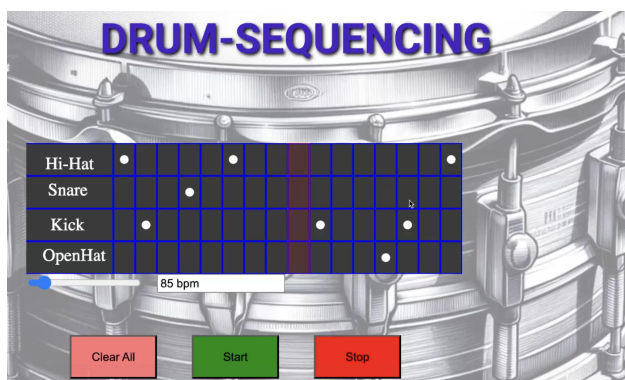 DRUM-SEQUENCING
Hi-Hat
Snare
Kick
OpenHat
85 bpm
Clear All
Start
Stop